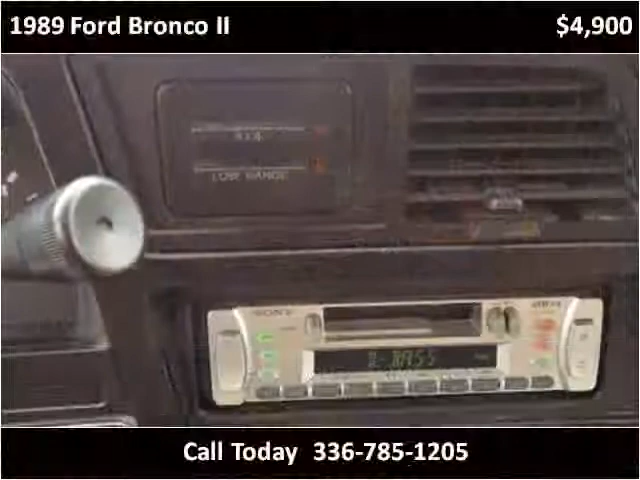 1989 Ford Bronco II
$4,900
4x4
LOW RANGE
SONY
Call Today 336-785-1205